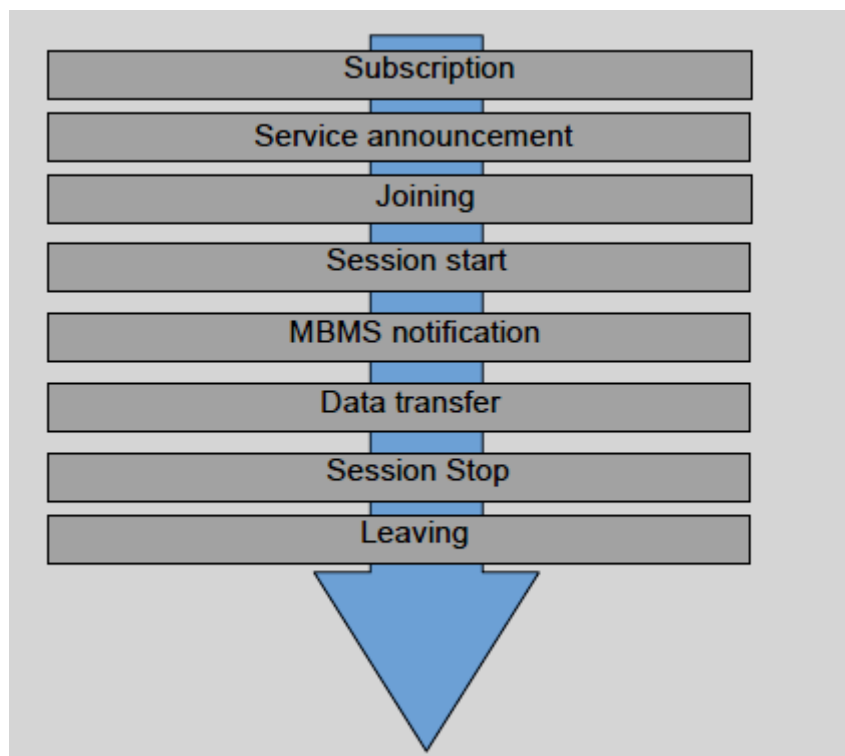 Subscription
Service announcement
Joining
Session start
MBMS notification
Data transfer
Session Stop
Leaving